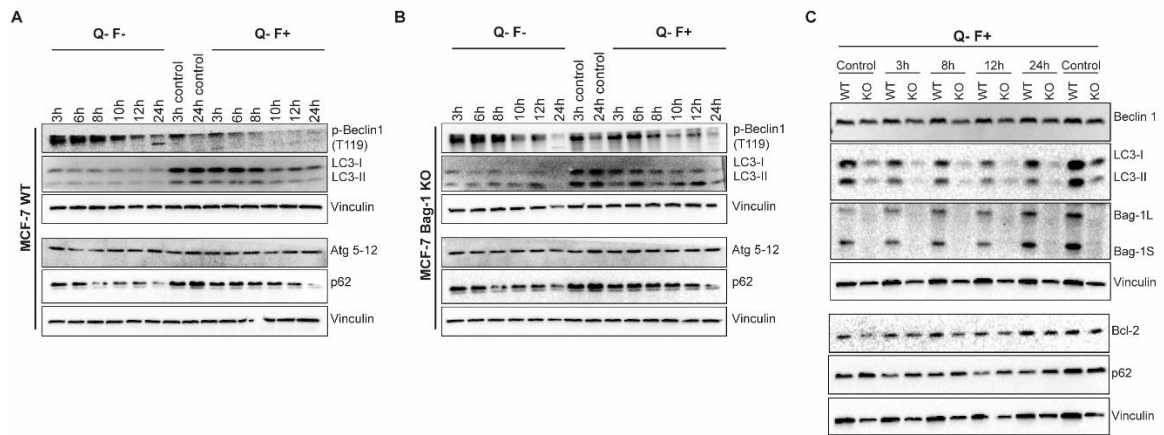 A
Q- F-
Q- F+
3h
6h
8h
10h
12h
24h
3h control
24h control
3h
6h
8h
10h
12h
24h
MCF-7 WT
p-Beclin1
(T119)
LC3-I
LC3-II
Vinculin
Atg 5-12
p62
Vinculin
B
Q- F-
Q- F+
3h
6h
8h
10h
12h
24h
3h control
24h control
3h
6h
8h
10h
12h
24h
MCF-7 Bag-1 KO
p-Beclin1
(T119)
LC3-I
LC3-II
Vinculin
Atg 5-12
p62
Vinculin
C
Q- F+
Control 3h 8h 12h 24h Control
WT KO WT KO WT KO WT KO WT KO WT KO
Beclin 1
LC3-I
LC3-II
Bag-1L
Bag-1S
Vinculin
Bcl-2
p62
Vinculin